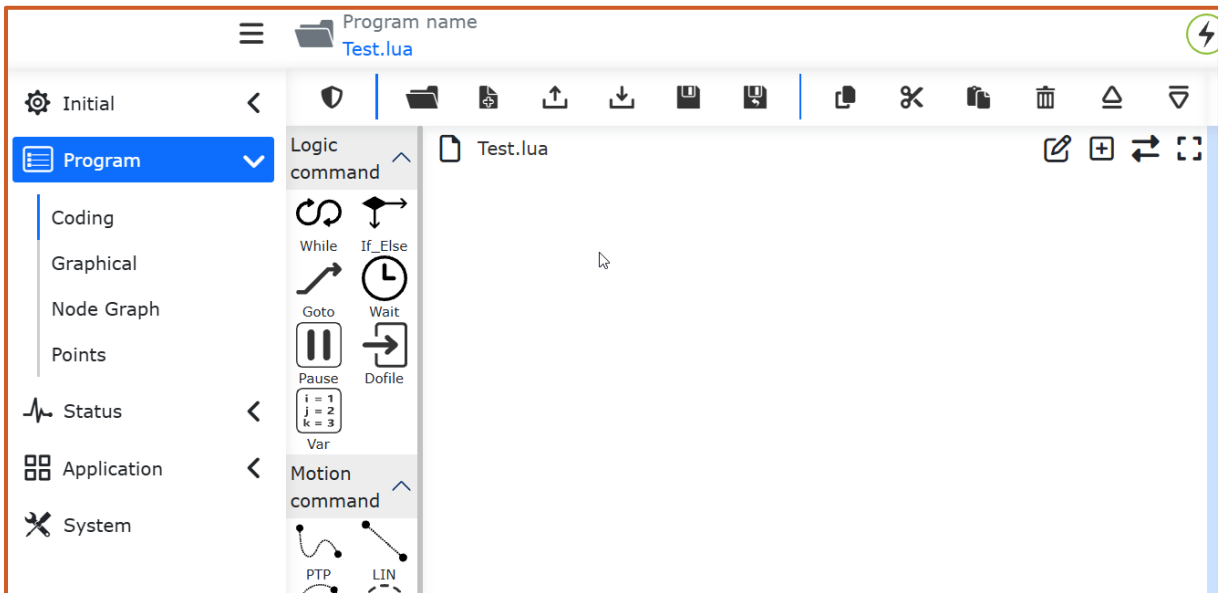 Program name
Test.lua
Initial
Program
Coding
Graphical
Node Graph
Points
Status
Application
System
Logic
command
While If_Else
Goto Wait
Pause Dofile
i = 1
j = 2
k = 3
Var
Motion
command
PTP LIN
Test.lua